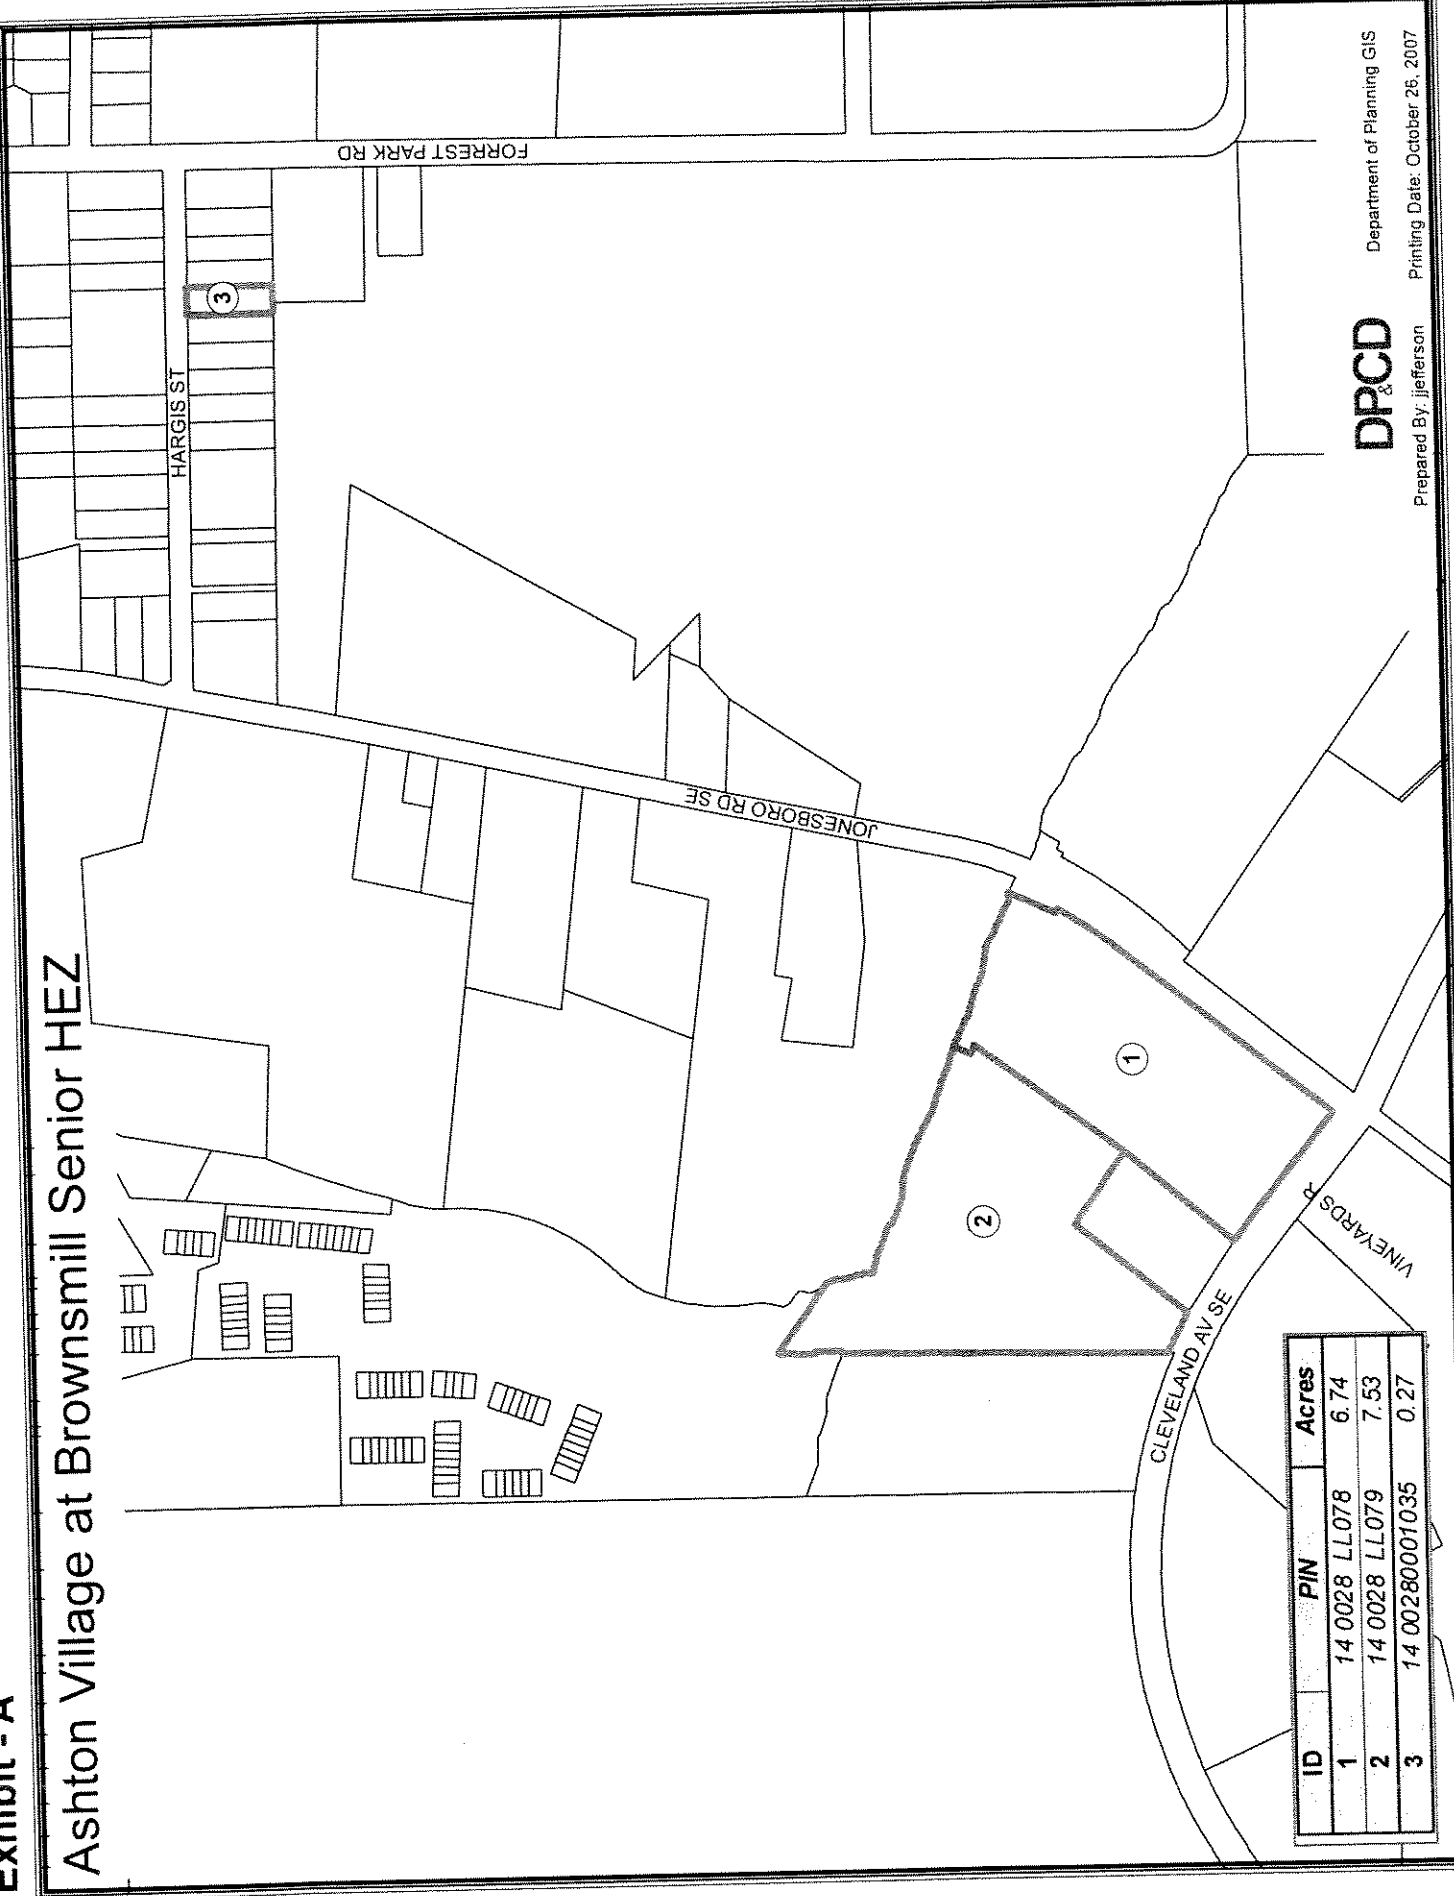 Exhibit - A
Ashton Village at Brownsmill Senior HEZ
HARGIS ST
FORREST PARK RD
JONESBORO RD SE
CLEVELAND AV SE
VINEYARDS R
3
1
2
ID PIN Acres
1 14 0028 LL078 6.74
2 14 0028 LL079 7.53
3 14 00280001035 0.27
DP&CD
Department of Planning GIS
Prepared By: jjefferson
Printing Date: October 26, 2007